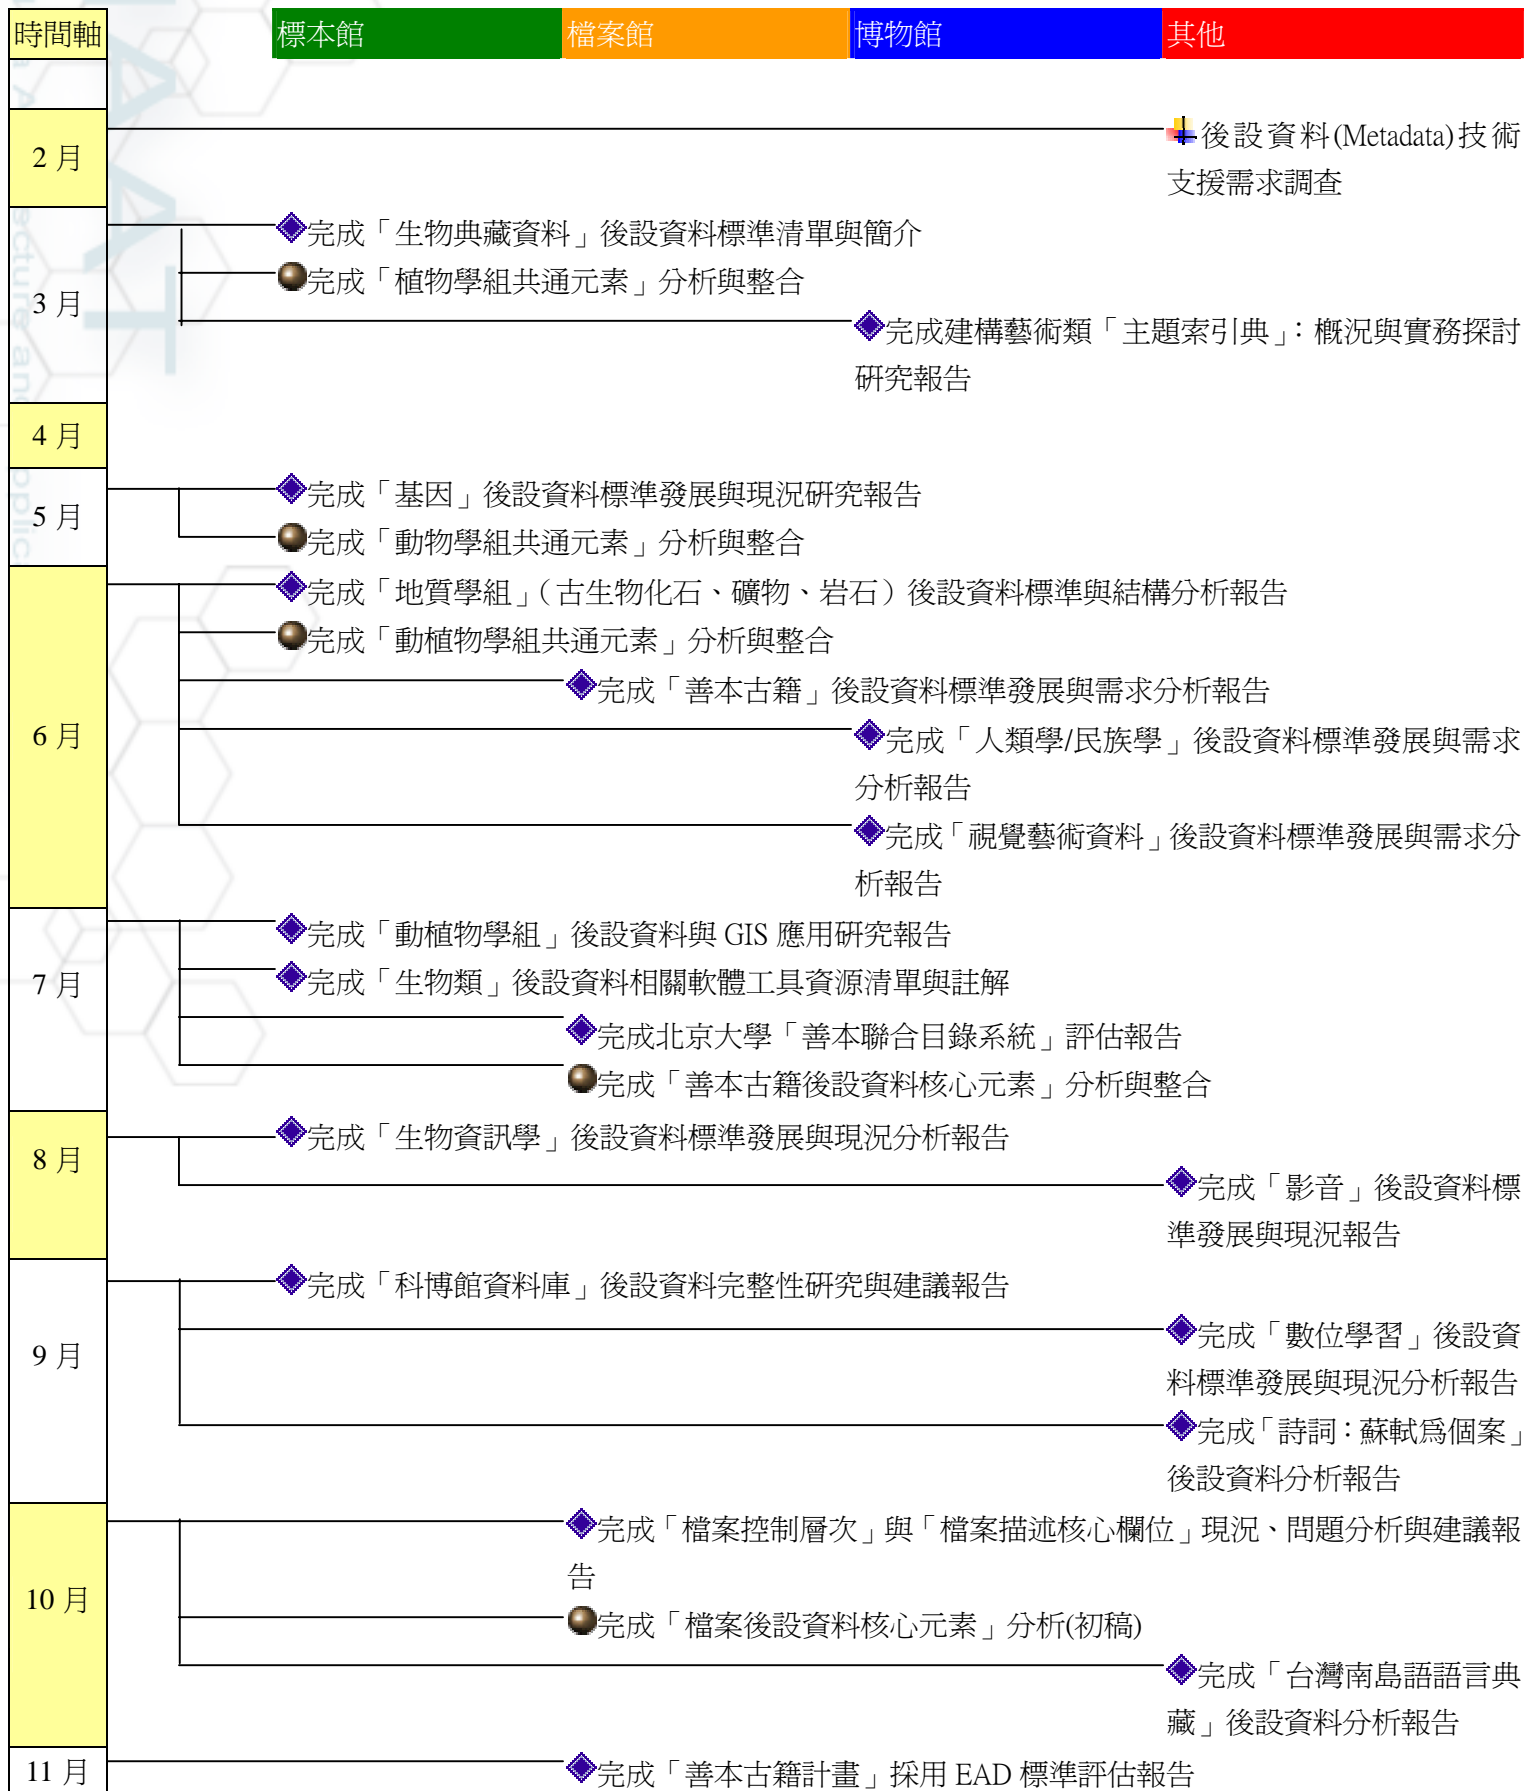 時間軸 標本館 檔案館 博物館 其他
2 月
後設資料(Metadata)技術
支援需求調查
3 月
完成「生物典藏資料」後設資料標準清單與簡介
完成「植物學組共通元素」分析與整合
完成建構藝術類「主題索引典」：概況與實務探討
研究報告
4 月
5 月
完成「基因」後設資料標準發展與現況研究報告
完成「動物學組共通元素」分析與整合
6 月
完成「地質學組」（古生物化石、礦物、岩石）後設資料標準與結構分析報告
完成「動植物學組共通元素」分析與整合
完成「善本古籍」後設資料標準發展與需求分析報告
完成「人類學/民族學」後設資料標準發展與需求
分析報告
完成「視覺藝術資料」後設資料標準發展與需求分
析報告
7 月
完成「動植物學組」後設資料與 GIS 應用研究報告
完成「生物類」後設資料相關軟體工具資源清單與註解
完成北京大學「善本聯合目錄系統」評估報告
完成「善本古籍後設資料核心元素」分析與整合
8 月
完成「生物資訊學」後設資料標準發展與現況分析報告
完成「影音」後設資料標
準發展與現況報告
9 月
完成「科博館資料庫」後設資料完整性研究與建議報告
完成「數位學習」後設資
料標準發展與現況分析報告
完成「詩詞：蘇軾為個案」
後設資料分析報告
10 月
完成「檔案控制層次」與「檔案描述核心欄位」現況、問題分析與建議報
告
完成「檔案後設資料核心元素」分析(初稿)
完成「台灣南島語語言典
藏」後設資料分析報告
11 月
完成「善本古籍計畫」採用 EAD 標準評估報告